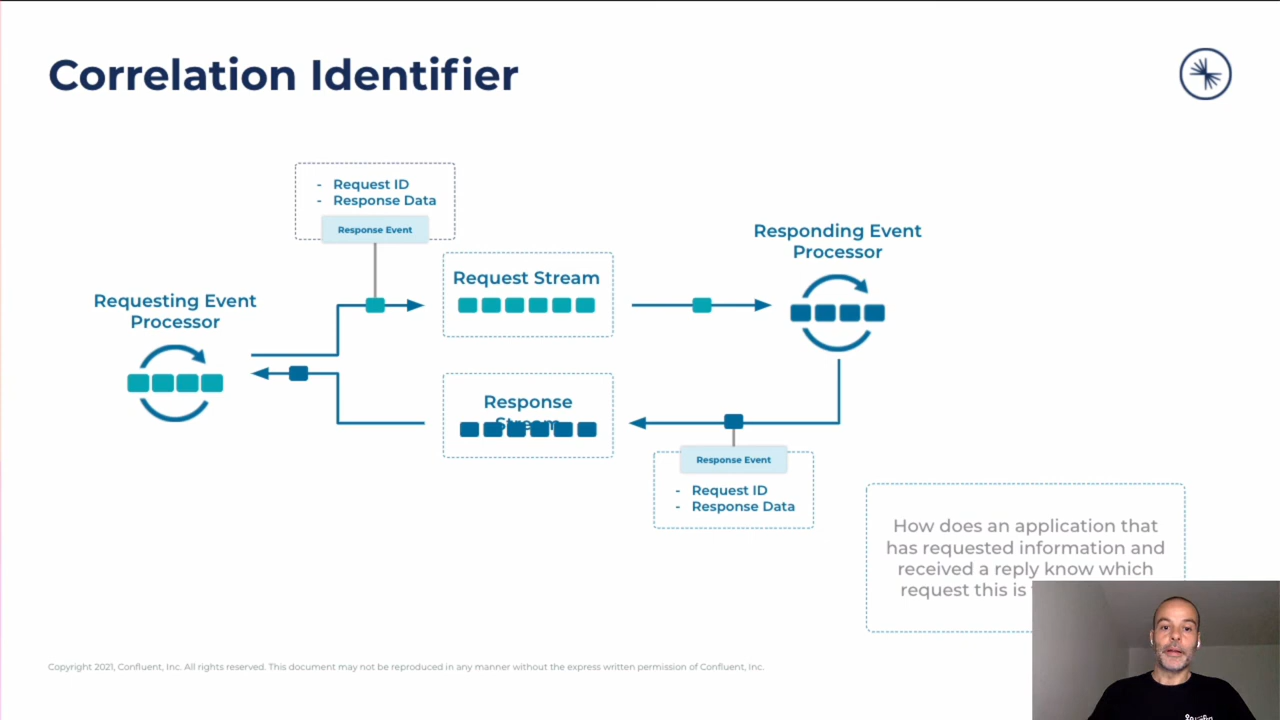 Correlation Identifier
- Request ID
- Response Data
Response Event
Request Stream
Responding Event
Processor
Requesting Event
Processor
Response
Stream
Response Event
- Request ID
- Response Data
How does an application that
has requested information and
received a reply know which
request this is
Copyright 2021, Confluent, Inc. All rights reserved. This document may not be reproduced in any manner without the express written permission of Confluent, Inc.